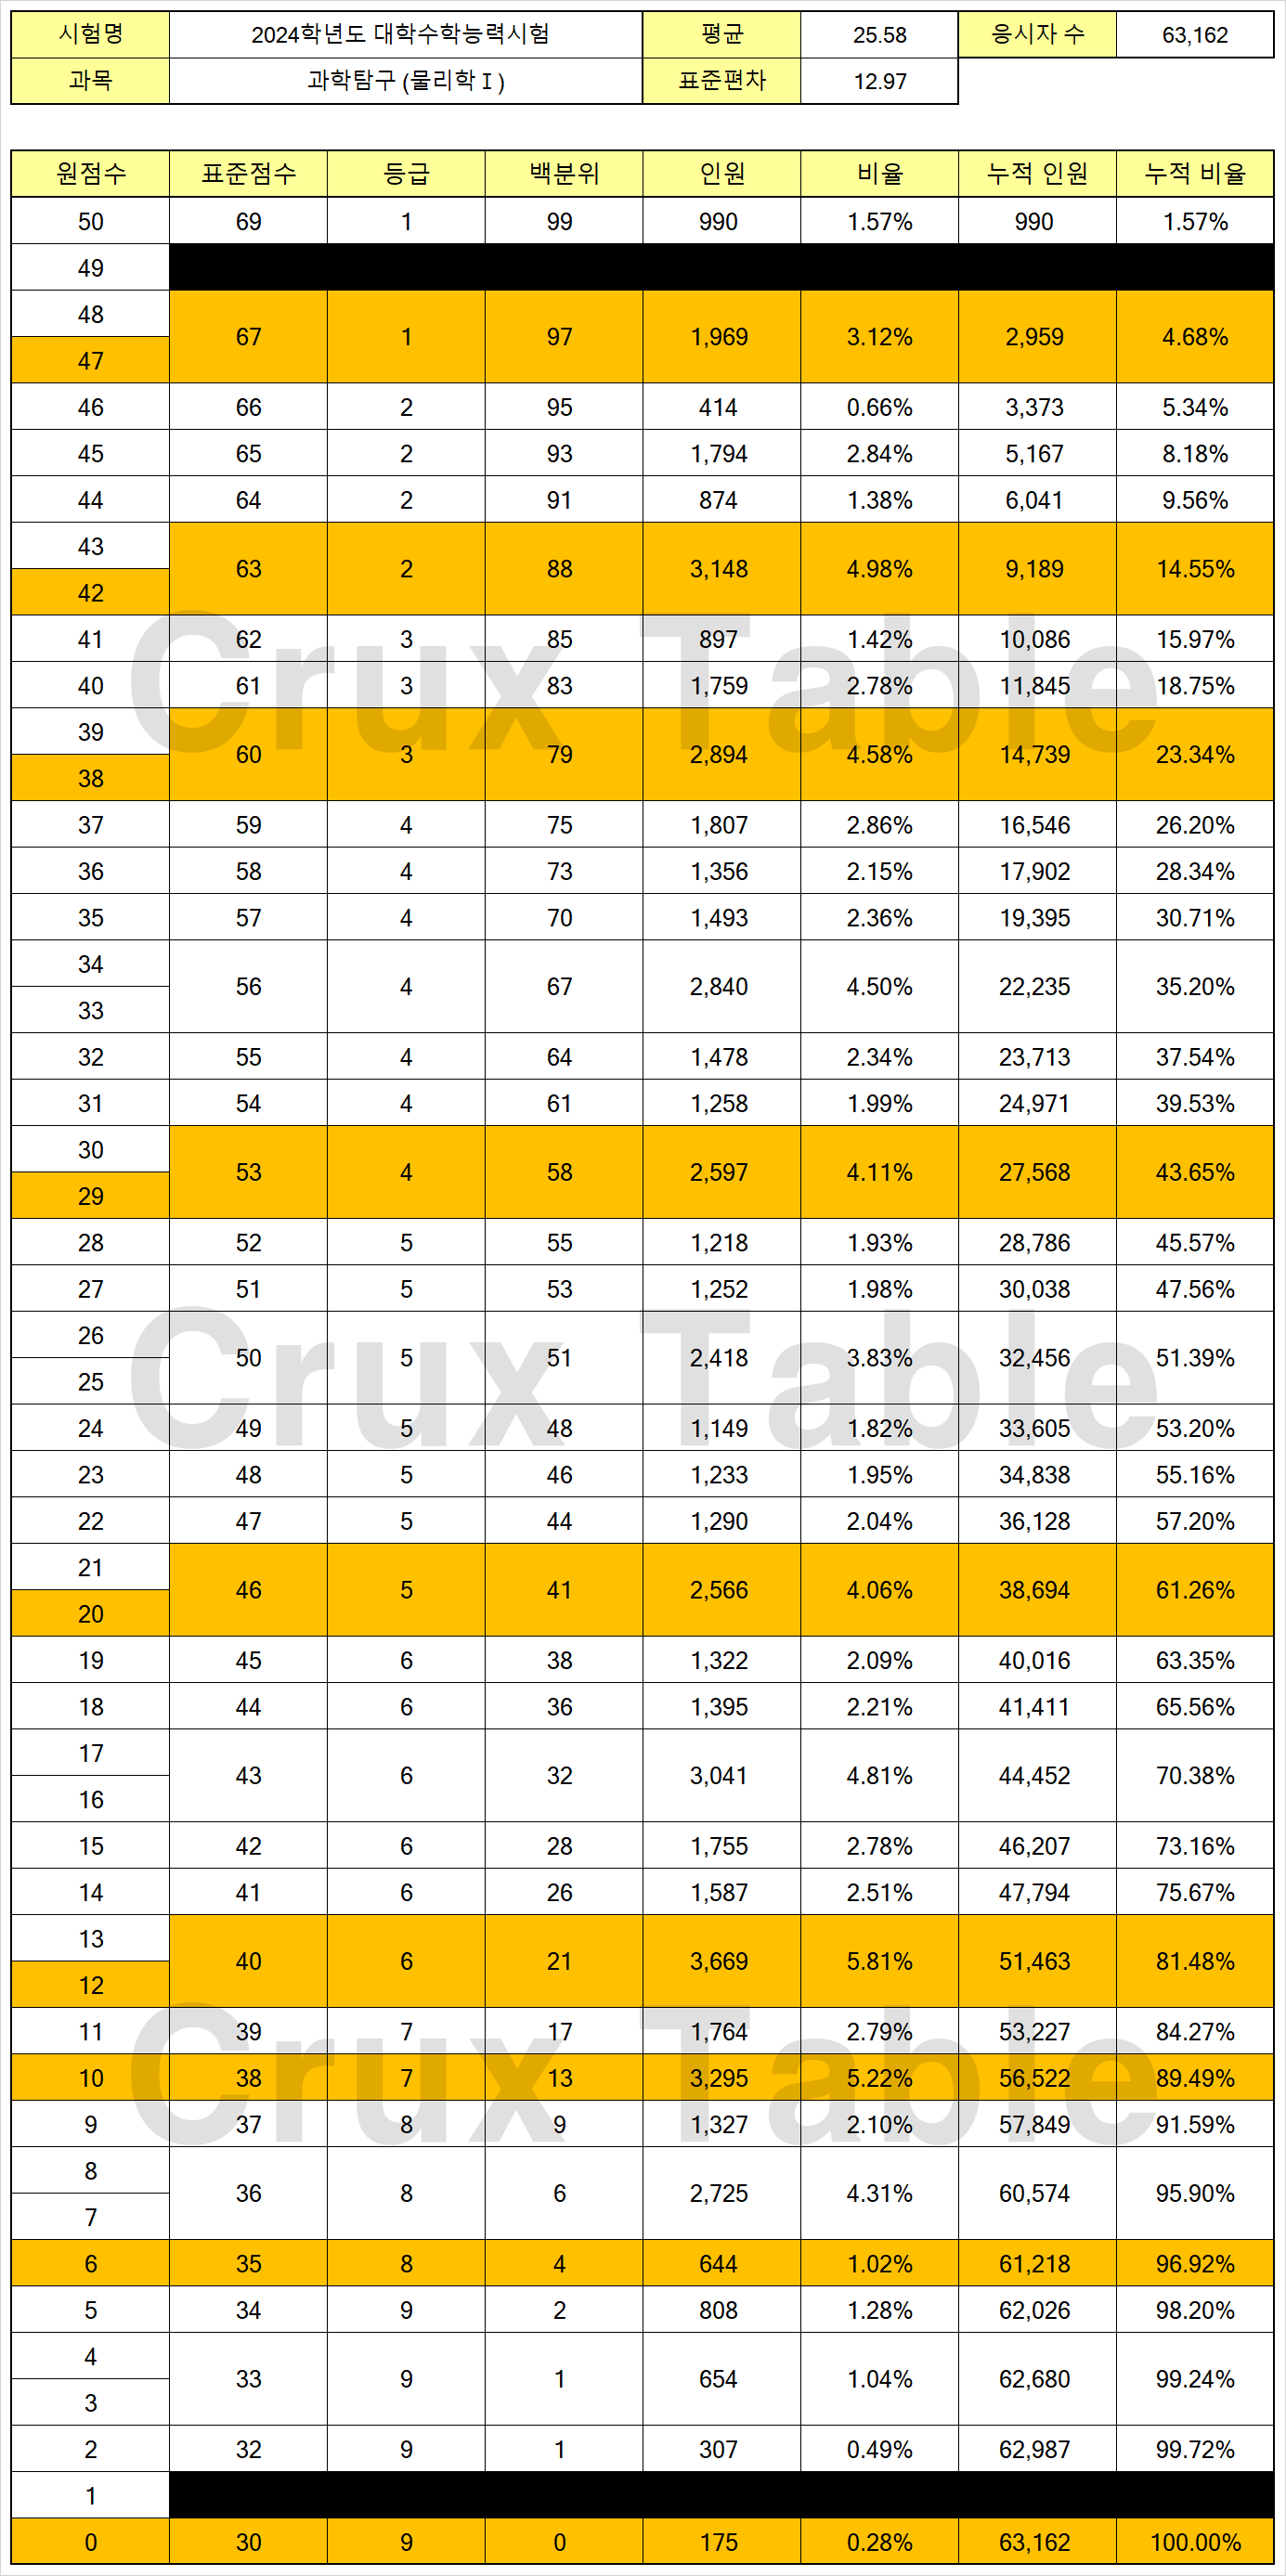 시험명 2024학년도 대학수학능력시험 평균 25.58 응시자 수 63,162
과목 과학탐구 (물리학 I) 표준편차 12.97
원점수 표준점수 등급 백분위 인원 비율 누적 인원 누적 비율
50 69 1 99 990 1.57% 990 1.57%
49
48
67 1 97 1,969 3.12% 2,959 4.68%
47
46 66 2 95 414 0.66% 3,373 5.34%
45 65 2 93 1,794 2.84% 5,167 8.18%
44 64 2 91 874 1.38% 6,041 9.56%
43
63 2 88 3,148 4.98% 9,189 14.55%
42
41 62 3 85 897 1.42% 10,086 15.97%
40 61 3 83 1,759 2.78% 11,845 18.75%
Crux Table
39
60 3 79 2,894 4.58% 14,739 23.34%
38
37 59 4 75 1,807 2.86% 16,546 26.20%
36 58 4 73 1,356 2.15% 17,902 28.34%
35 57 4 70 1,493 2.36% 19,395 30.71%
34
56 4 67 2,840 4.50% 22,235 35.20%
33
32 55 4 64 1,478 2.34% 23,713 37.54%
31 54 4 61 1,258 1.99% 24,971 39.53%
30
53 4 58 2,597 4.11% 27,568 43.65%
29
28 52 5 55 1,218 1.93% 28,786 45.57%
27 51 5 53 1,252 1.98% 30,038 47.56%
26
50 5 51 2,418 3.83% 32,456 51.39%
25
Crux Table
24 49 5 48 1,149 1.82% 33,605 53.20%
23 48 5 46 1,233 1.95% 34,838 55.16%
22 47 5 44 1,290 2.04% 36,128 57.20%
21
46 5 41 2,566 4.06% 38,694 61.26%
20
19 45 6 38 1,322 2.09% 40,016 63.35%
18 44 6 36 1,395 2.21% 41,411 65.56%
17
43 6 32 3,041 4.81% 44,452 70.38%
16
15 42 6 28 1,755 2.78% 46,207 73.16%
14 41 6 26 1,587 2.51% 47,794 75.67%
13
40 6 21 3,669 5.81% 51,463 81.48%
12
11 39 7 17 1,764 2.79% 53,227 84.27%
Crux Table
10 38 7 13 3,295 5.22% 56,522 89.49%
9 37 8 9 1,327 2.10% 57,849 91.59%
8
36 8 6 2,725 4.31% 60,574 95.90%
7
6 35 8 4 644 1.02% 61,218 96.92%
5 34 9 2 808 1.28% 62,026 98.20%
4
33 9 1 654 1.04% 62,680 99.24%
3
2 32 9 1 307 0.49% 62,987 99.72%
1
0 30 9 0 175 0.28% 63,162 100.00%